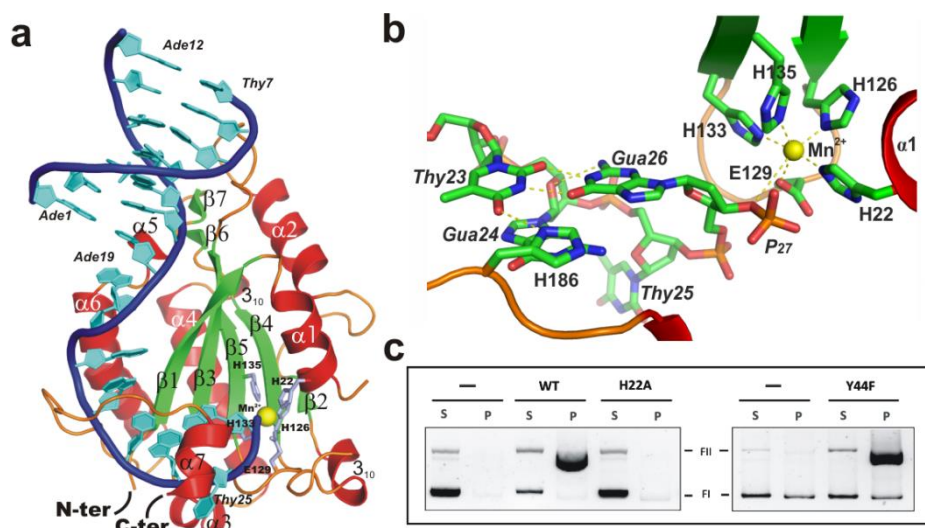 a
Ade12
Thy7
Ade1
β7
β6
α5
α2
Ade19
α6
α4
3₁₀
β4
α1
β5
H135
H22
β1
β3
Mn²⁺
β2
H133
H126
E129
α7
3₁₀
Thy25
N-ter
C-ter
α3
b
H135
H126
H133
Mn²⁺
α1
Thy23
Gua26
E129
H22
Gua24
P27
H186
Thy25
c
– WT H22A – Y44F
S P S P S P S P S P
– FII –
– FI –